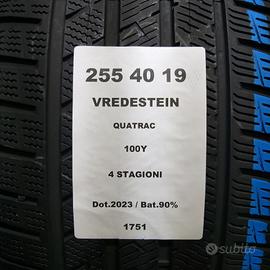 255 40 19
VREDESTEIN
QUATRAC
100Y
4 STAGIONI
Dot.2023 / Bat.90%
1751
subito